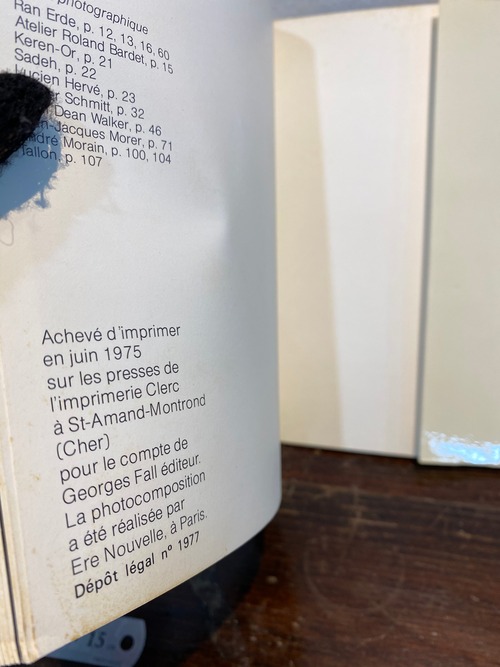 photographique
Ran Erde, p. 12, 13, 16, 60
Atelier Roland Bardet, p. 15
Keren-Or, p. 21
Sadeh, p. 22
Lucien Hervé, p. 23
Schmitt, p. 32
Dean Walker, p. 46
-Jacques Morer, p. 71
Morain, p. 100, 104
p. 107
Achevé d'imprimer
en juin 1975
sur les presses de
l'imprimerie Clerc
à St-Amand-Montrond
(Cher)
pour le compte de
Georges Fall éditeur.
La photocomposition
a été réalisée par
Ere Nouvelle, à Paris.
Dépôt légal nº 1977
15